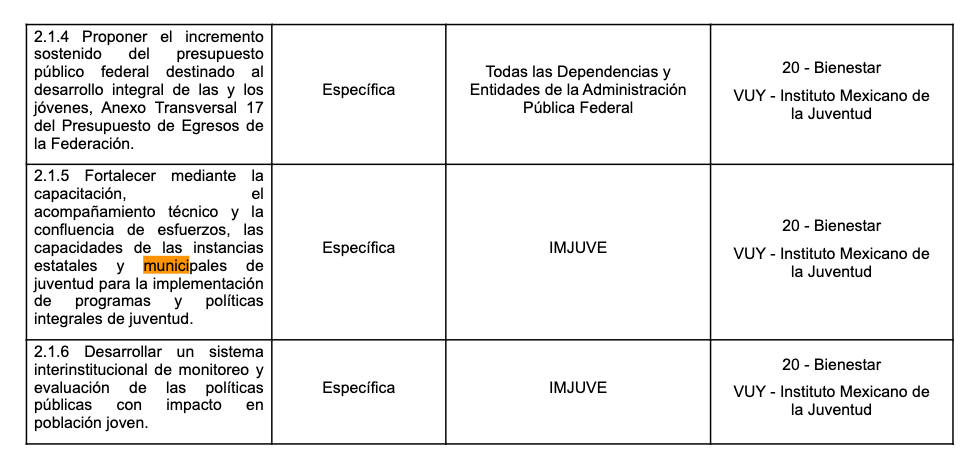 2.1.4 Proponer el incremento
sostenido del presupuesto
público federal destinado al
desarrollo integral de las y los
jóvenes, Anexo Transversal 17
del Presupuesto de Egresos de
la Federación.
Específica
Todas las Dependencias y
Entidades de la Administración
Pública Federal
20 - Bienestar
VUY - Instituto Mexicano de
la Juventud
2.1.5 Fortalecer mediante la
capacitación, el
acompañamiento técnico y la
confluencia de esfuerzos, las
capacidades de las instancias
estatales y municipales de
juventud para la implementación
de programas y políticas
integrales de juventud.
Específica
IMJUVE
20 - Bienestar
VUY - Instituto Mexicano de
la Juventud
2.1.6 Desarrollar un sistema
interinstitucional de monitoreo y
evaluación de las políticas
públicas con impacto en
población joven.
Específica
IMJUVE
20 - Bienestar
VUY - Instituto Mexicano de
la Juventud